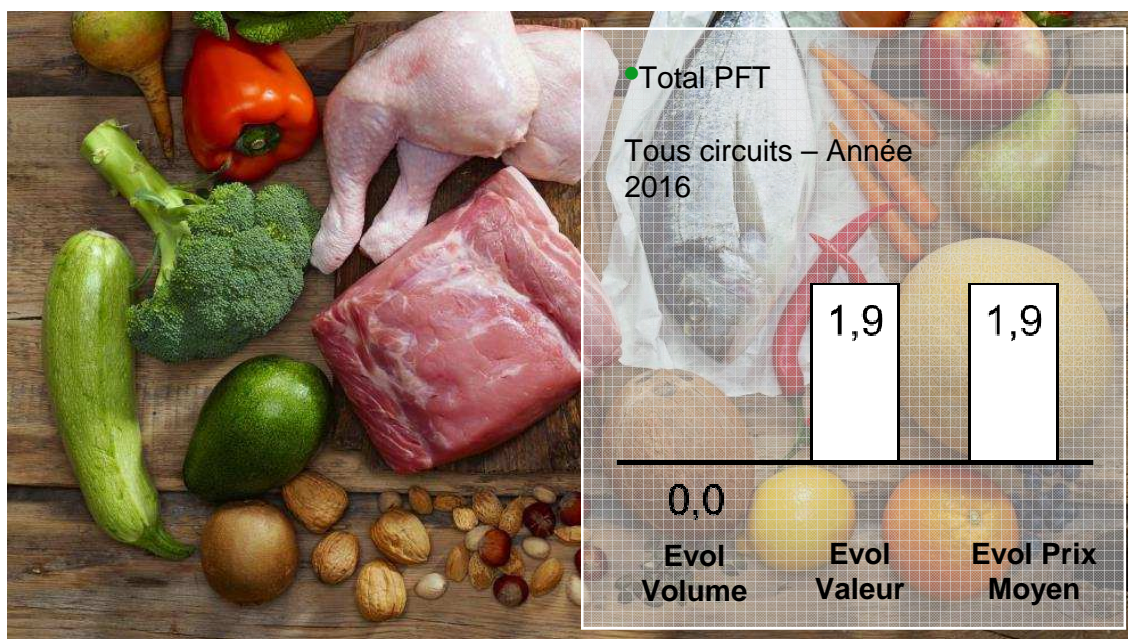 •Total PFT
Tous circuits – Année
2016
1,9
1,9
0,0
Evol
Volume
Evol
Valeur
Evol Prix
Moyen